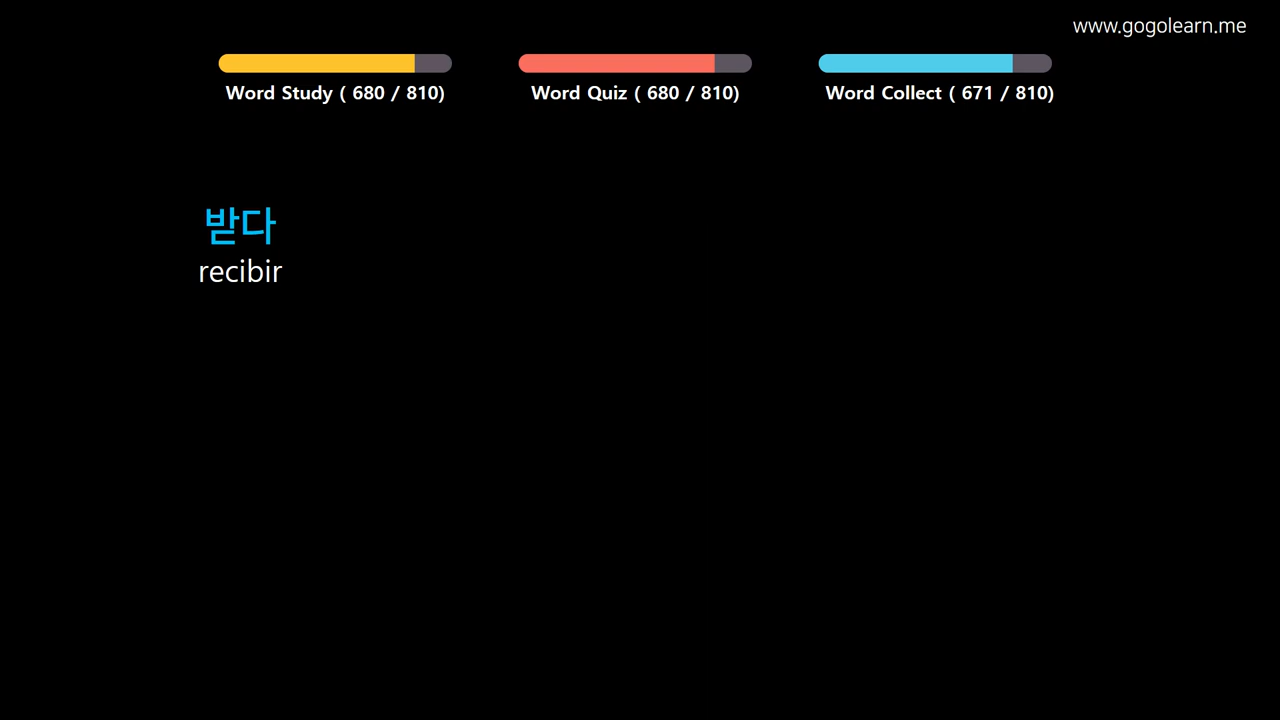 www.gogolearn.me
Word Study ( 680 / 810)
Word Quiz ( 680 / 810)
Word Collect ( 671 / 810)
받다
recibir